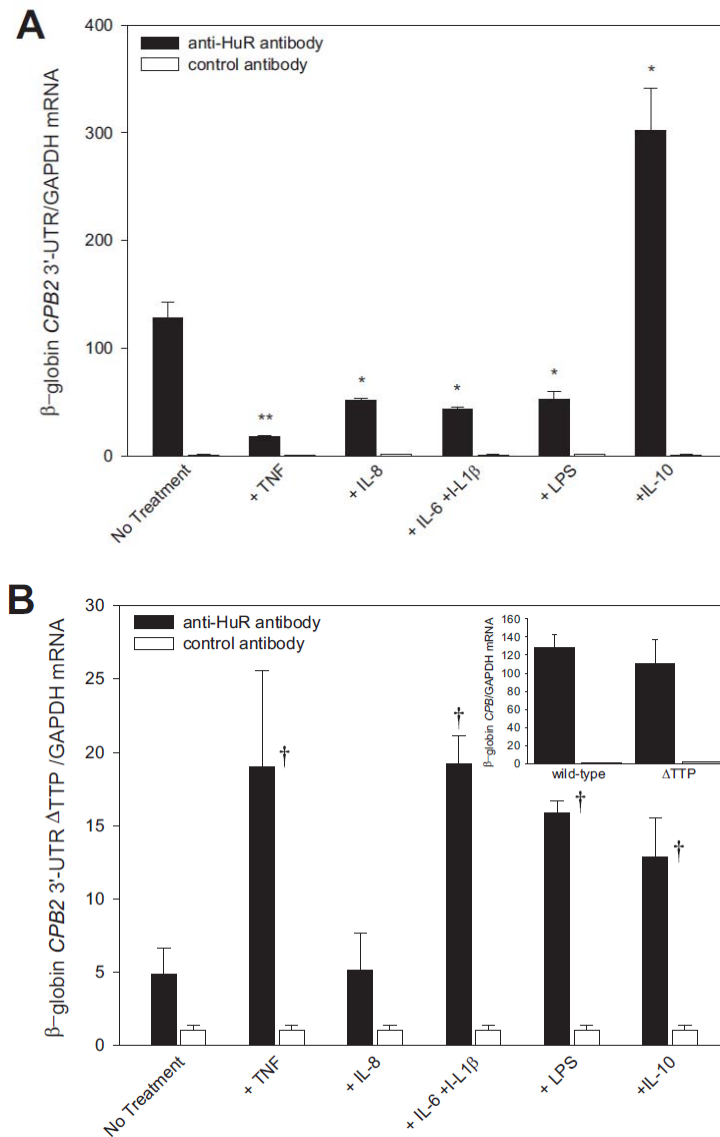 A
400
300
200
100
0
β−globin CPB2 3'-UTR/GAPDH mRNA
anti-HuR antibody
control antibody
*
**
*
*
*
No Treatment
+ TNF
+ IL-8
+ IL-6 +I-L1β
+ LPS
+IL-10
B
30
25
20
15
10
5
0
β−globin CPB2 3'-UTR ΔTTP /GAPDH mRNA
anti-HuR antibody
control antibody
160
140
120
100
80
60
40
20
0
β−globin CPB/GAPDH mRNA
wild-type
ΔTTP
†
†
†
†
No Treatment
+ TNF
+ IL-8
+ IL-6 +I-L1β
+ LPS
+IL-10